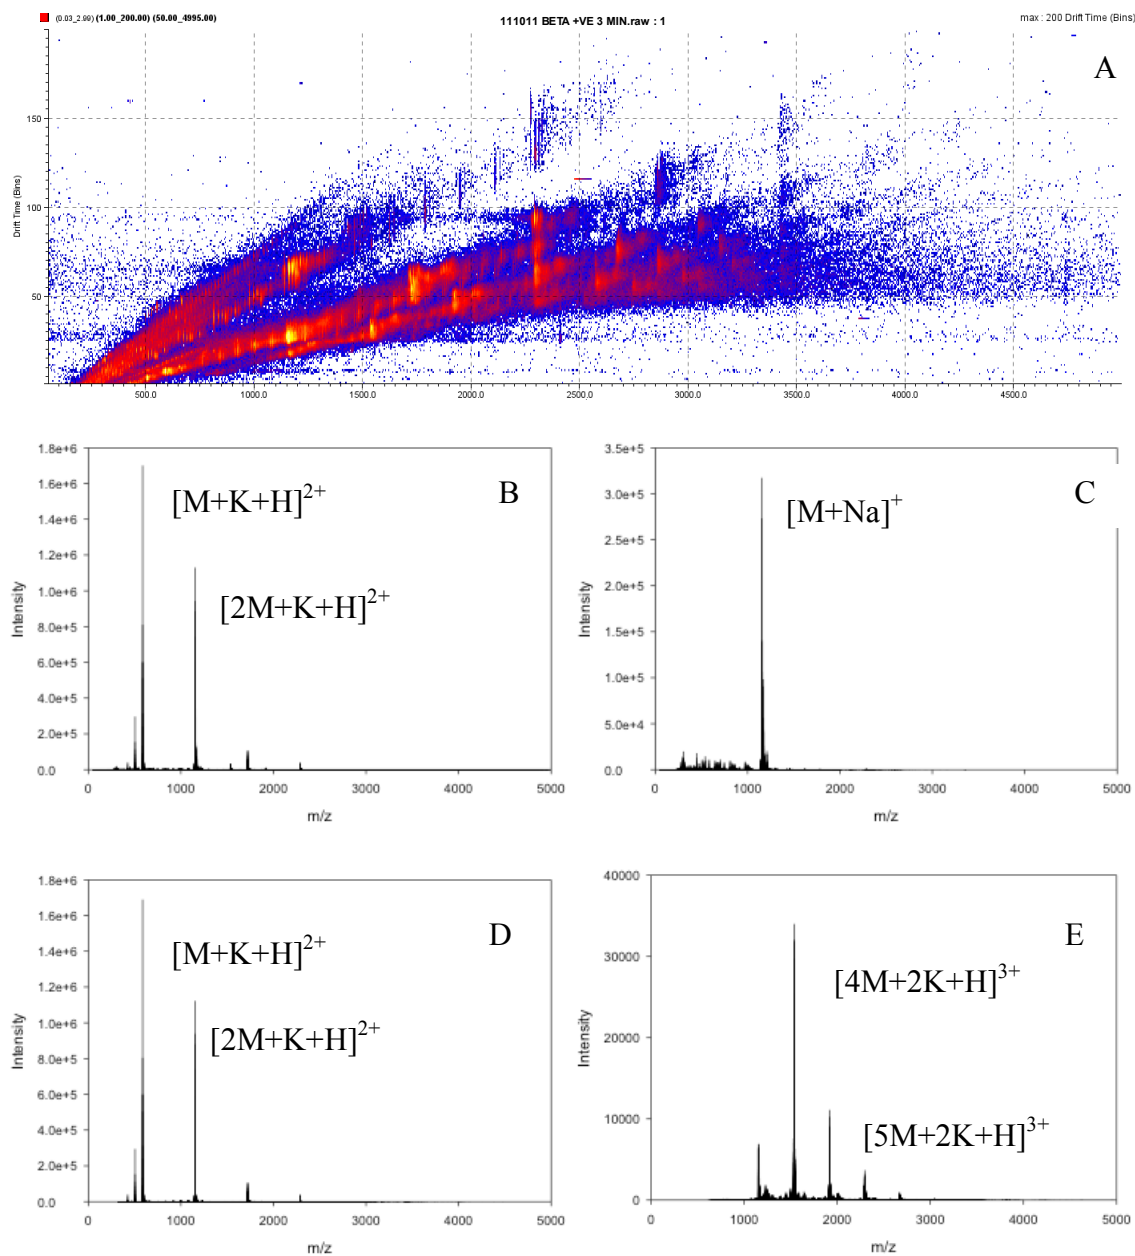 (0.03_2.99) (1.00_200.00) (50.00_4995.00)
111011 BETA +VE 3 MIN.raw : 1
max : 200 Drift Time (Bins)
A
150
100
50
Drift Time (Bins)
500.0 1000.0 1500.0 2000.0 2500.0 3000.0 3500.0 4000.0 4500.0
B
[M+K+H]2+
[2M+K+H]2+
1.8e+6
1.6e+6
1.4e+6
1.2e+6
1.0e+6
8.0e+5
6.0e+5
4.0e+5
2.0e+5
0.0
Intensity
0 1000 2000 3000 4000 5000
m/z
C
[M+Na]+
3.5e+5
3.0e+5
2.5e+5
2.0e+5
1.5e+5
1.0e+5
5.0e+4
0.0
Intensity
0 1000 2000 3000 4000 5000
m/z
D
[M+K+H]2+
[2M+K+H]2+
1.8e+6
1.6e+6
1.4e+6
1.2e+6
1.0e+6
8.0e+5
6.0e+5
4.0e+5
2.0e+5
0.0
Intensity
0 1000 2000 3000 4000 5000
m/z
E
[4M+2K+H]3+
[5M+2K+H]3+
40000
30000
20000
10000
0
Intensity
0 1000 2000 3000 4000 5000
m/z